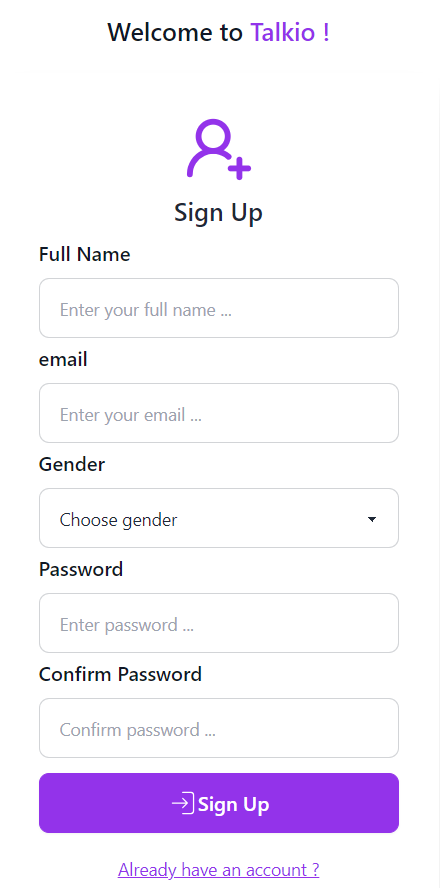 Welcome to Talkio !
Sign Up
Full Name
Enter your full name ...
email
Enter your email ...
Gender
Choose gender
Password
Enter password ...
Confirm Password
Confirm password ...
Sign Up
Already have an account ?